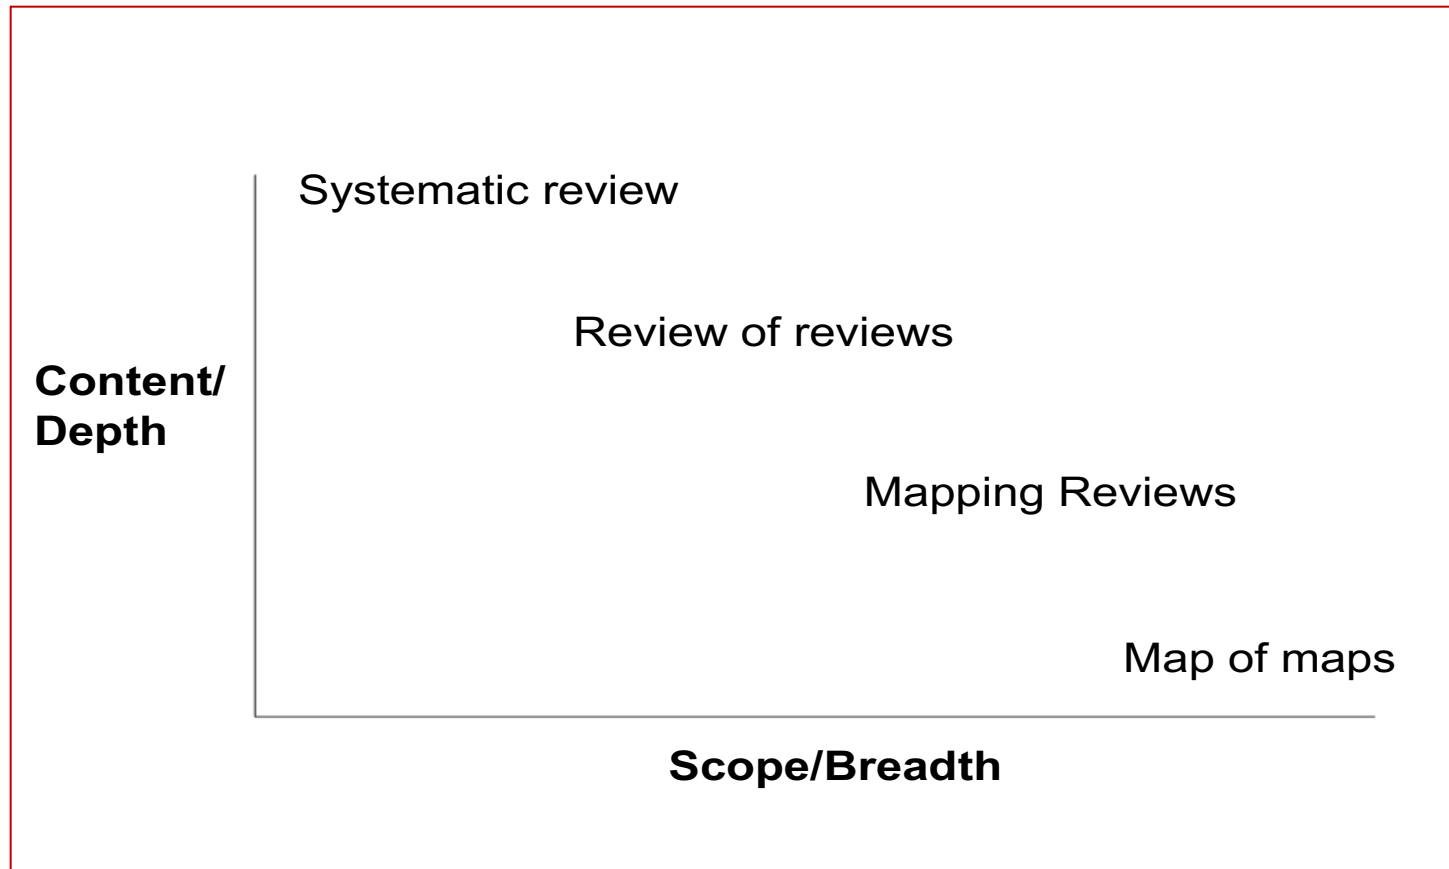 Systematic review
Review of reviews
Content/
Depth
Mapping Reviews
Map of maps
Scope/Breadth